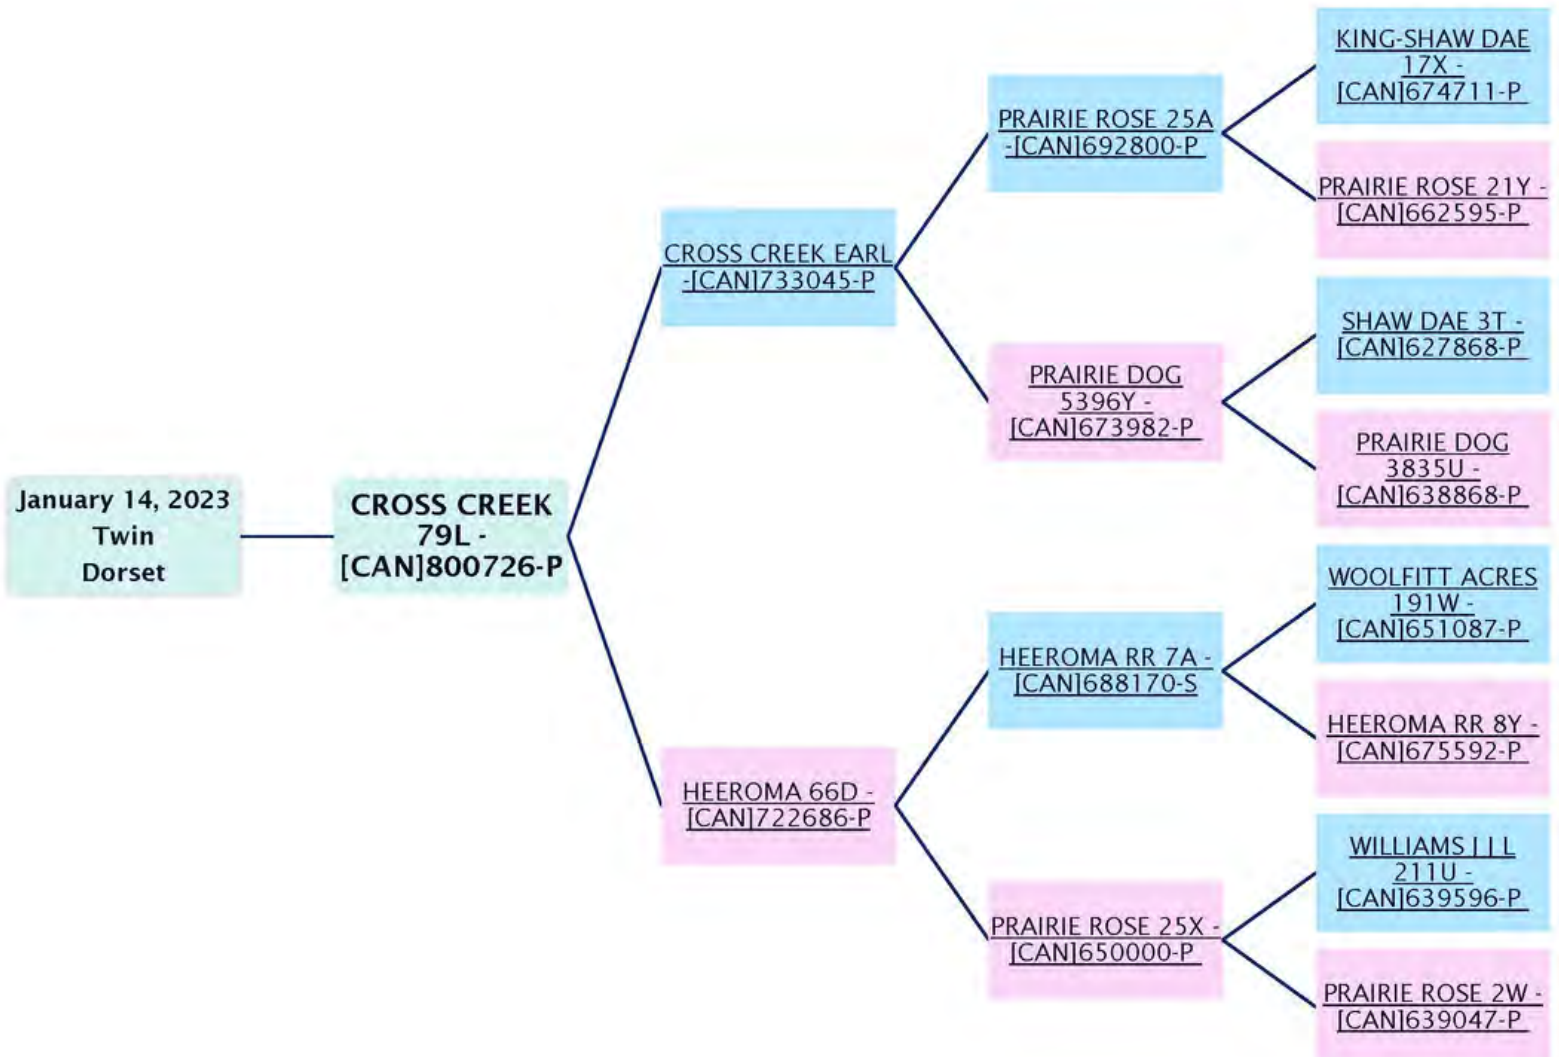 January 14, 2023
Twin
Dorset
CROSS CREEK
79L -
[CAN]800726-P
CROSS CREEK EARL
-[CAN]733045-P
HEEROMA 66D -
[CAN]722686-P
PRAIRIE ROSE 25A
-[CAN]692800-P
PRAIRIE DOG
5396Y -
[CAN]673982-P
HEEROMA RR 7A -
[CAN]688170-S
PRAIRIE ROSE 25X -
[CAN]650000-P
KING-SHAW DAE
17X -
[CAN]674711-P
PRAIRIE ROSE 21Y -
[CAN]662595-P
SHAW DAE 3T -
[CAN]627868-P
PRAIRIE DOG
3835U -
[CAN]638868-P
WOOLFITT ACRES
191W -
[CAN]651087-P
HEEROMA RR 8Y -
[CAN]675592-P
WILLIAMS J J L
211U -
[CAN]639596-P
PRAIRIE ROSE 2W -
[CAN]639047-P